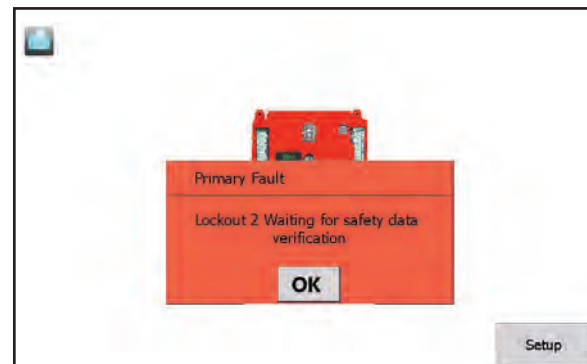 Primary Fault
Lockout 2 Waiting for safety data
verification
OK
Setup